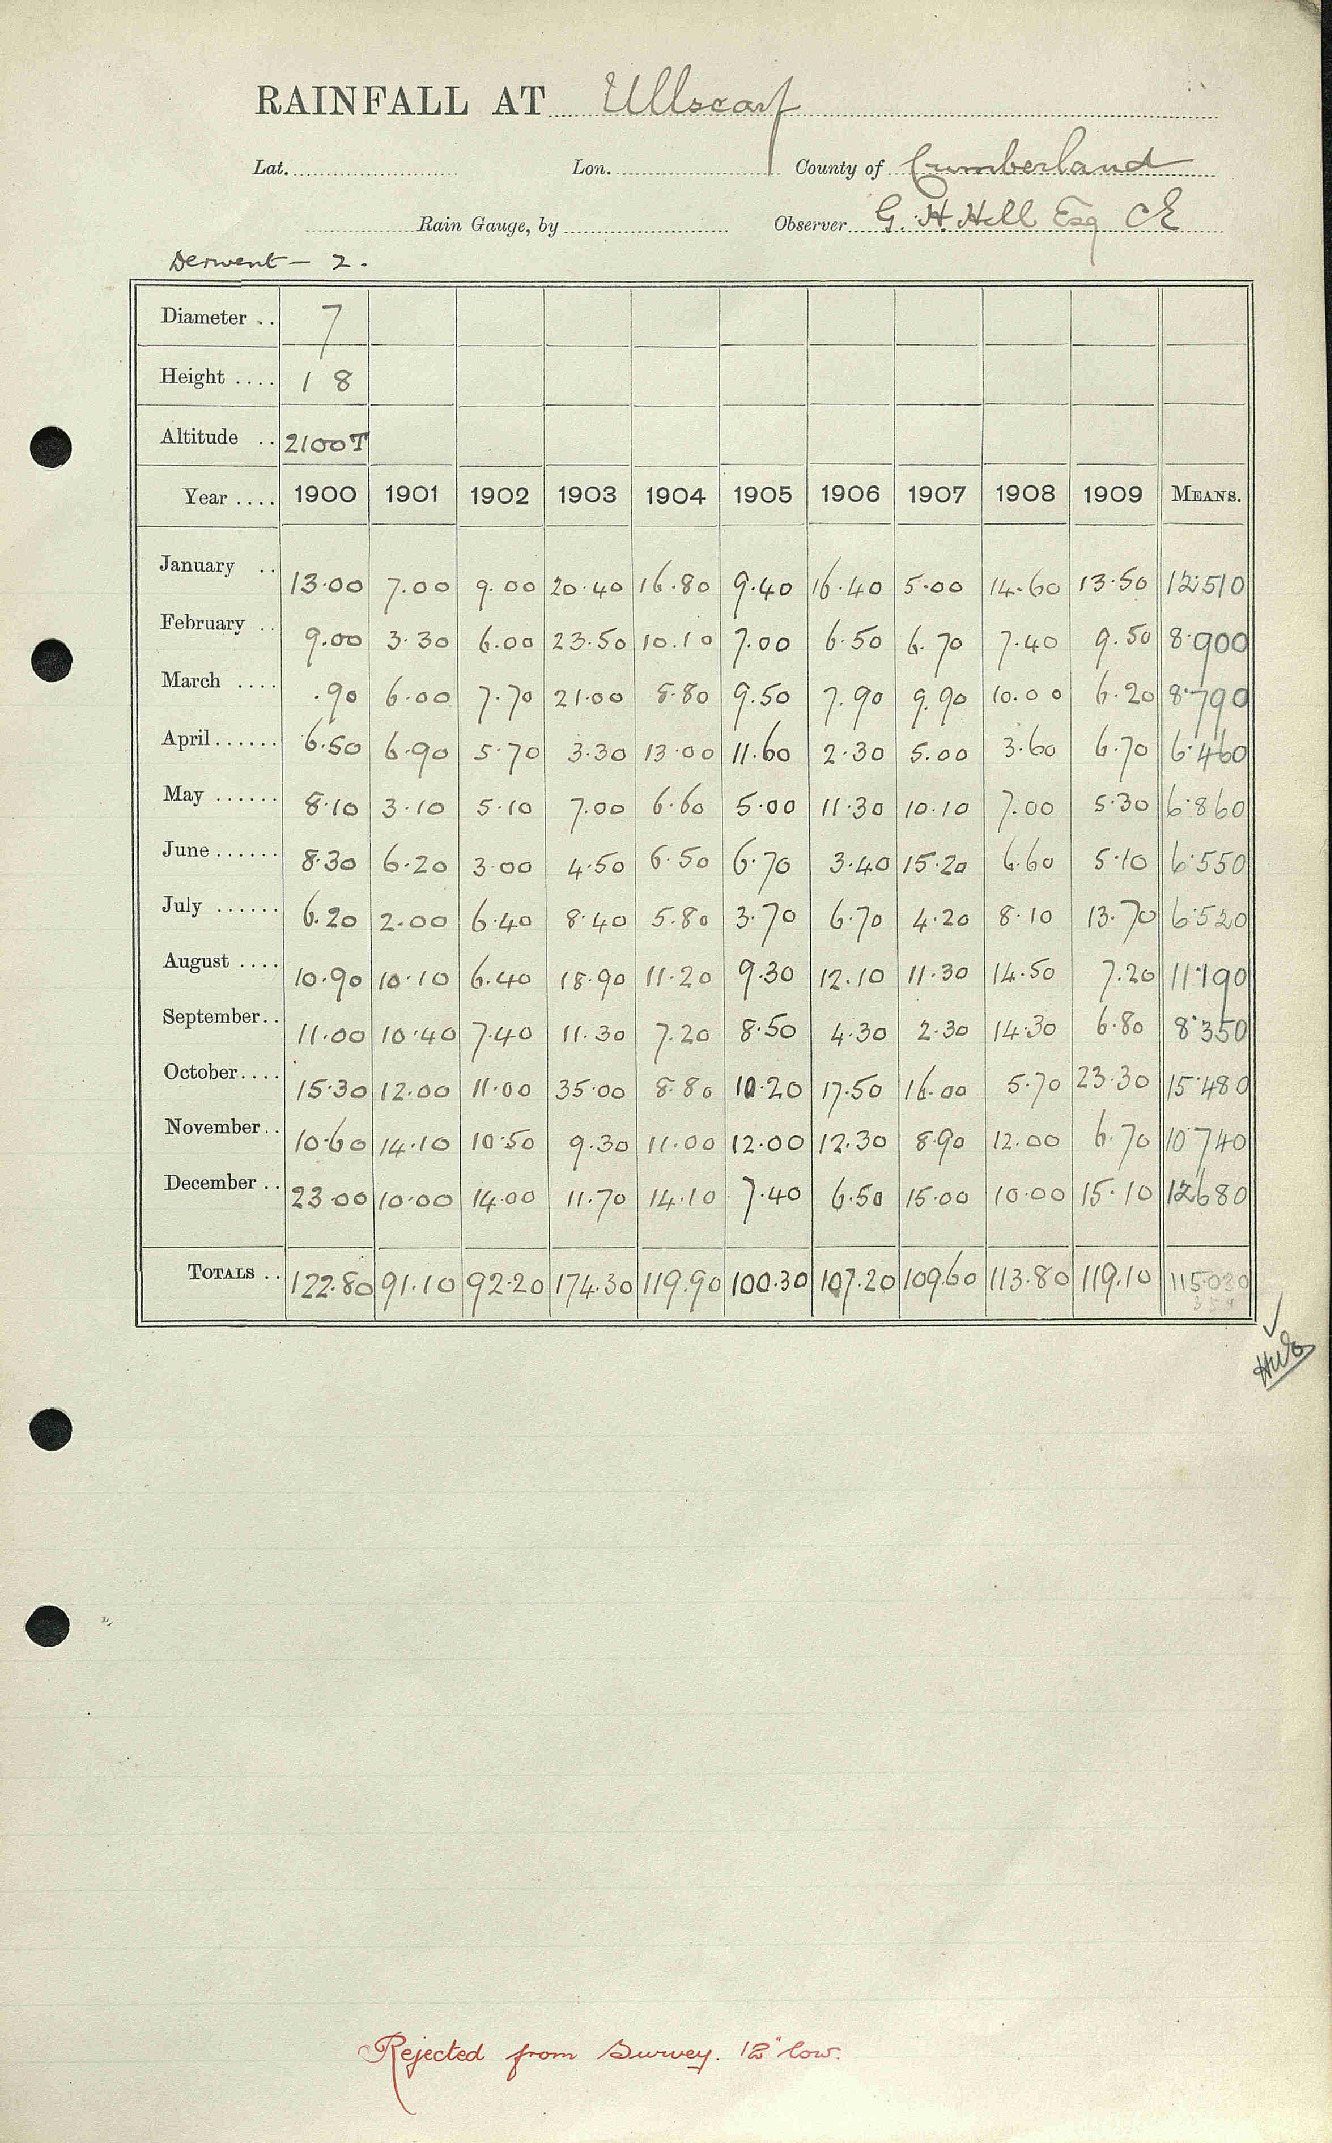 RAINFALL AT Ullscarf
Lat. Lon. County of Cumberland
Rain Gauge, by Observer G. H. Hill Esq CE
Derwent - 2.
Diameter .. 7
Height .... 1 8
Altitude .. 2100T
Year .... 1900 1901 1902 1903 1904 1905 1906 1907 1908 1909 MEANS.
January .. 13.00 7.00 9.00 20.40 16.80 9.40 16.40 5.00 14.60 13.50 12.510
February .. 9.00 3.30 6.00 23.50 10.10 7.00 6.50 6.70 7.40 9.50 8.900
March .... .90 6.00 7.70 21.00 8.80 9.50 7.90 9.90 10.00 6.20 8.790
April...... 6.50 6.90 5.70 3.30 13.00 11.60 2.30 5.00 3.60 6.70 6.460
May ...... 8.10 3.10 5.10 7.00 6.60 5.00 11.30 10.10 7.00 5.30 6.860
June...... 8.30 6.20 3.00 4.50 6.50 6.70 3.40 15.20 6.60 5.10 6.550
July ...... 6.20 2.00 6.40 8.40 5.80 3.70 6.70 4.20 8.10 13.70 6.520
August .... 10.90 10.10 6.40 18.90 11.20 9.30 12.10 11.30 14.50 7.20 11.190
September.. 11.00 10.40 7.40 11.30 7.20 8.50 4.30 2.30 14.30 6.80 8.350
October.... 15.30 12.00 11.00 35.00 8.80 10.20 17.50 16.00 5.70 23.30 15.480
November.. 10.60 14.10 10.50 9.30 11.00 12.00 12.30 8.90 12.00 6.70 10.740
December .. 23.00 10.00 14.00 11.70 14.10 7.40 6.50 15.00 10.00 15.10 12.680
TOTALS .. 122.80 91.10 92.20 174.30 119.90 100.30 107.20 109.60 113.80 119.10 115.030
Rejected from Survey. 12" low.